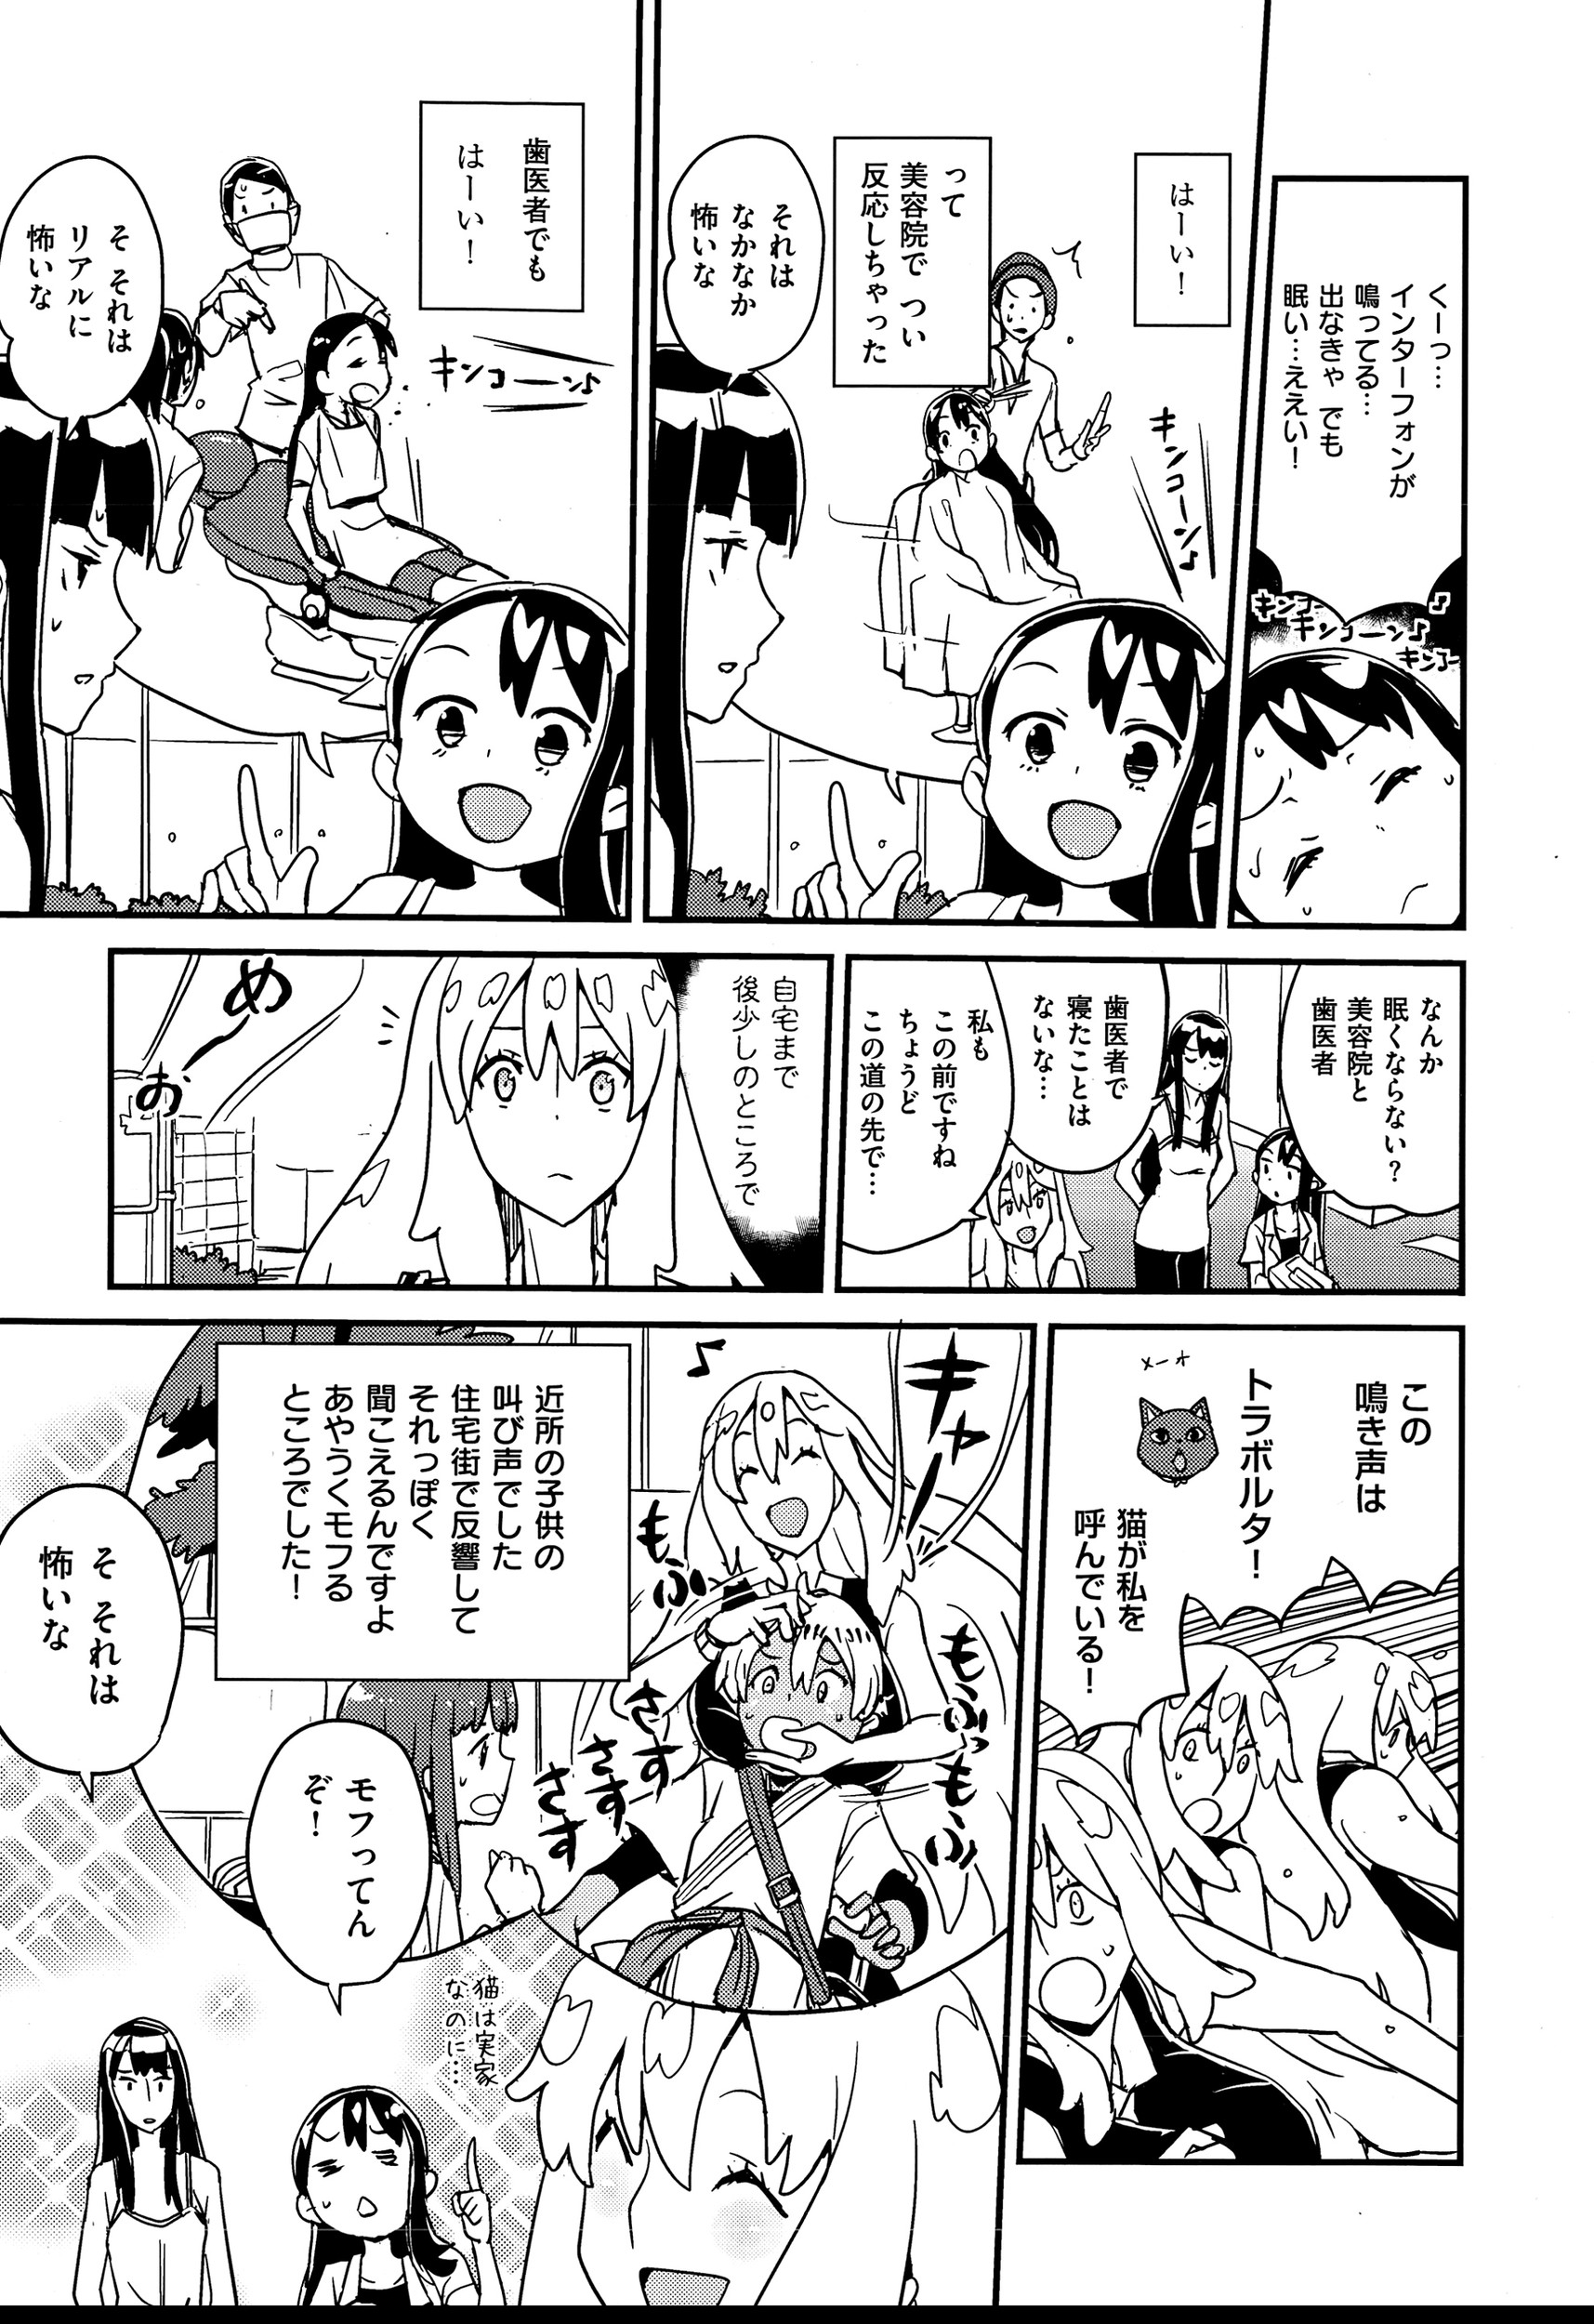 くーっ…
インターフォンが
鳴ってる…
出なきゃ でも
眠い…ええい!
キンコー
キンコーン♪
キンコー
♪
はーい!
キンコーン♪
って
美容院で つい
反応しちゃった
それは
なかなか
怖いな
歯医者でも
はーい!
キンコーーン♪
そ それは
リアルに
怖いな
なんか
眠くならない?
美容院と
歯医者
歯医者で
寝たことは
ないな…
私も
この前ですね
ちょうど
この道の先で…
自宅まで
後少しのところで
めーーお
この
鳴き声は
トラボルタ!
メーオ
猫が私を
呼んでいる!
キャーー
♪
もふっもふ
もふ
さす
さす
さす
近所の子供の
叫び声でした
住宅街で反響して
それっぽく
聞こえるんですよ
あやうくモフる
ところでした!
モフってん
ぞ!
猫は実家
なのに…
そ それは
怖いな